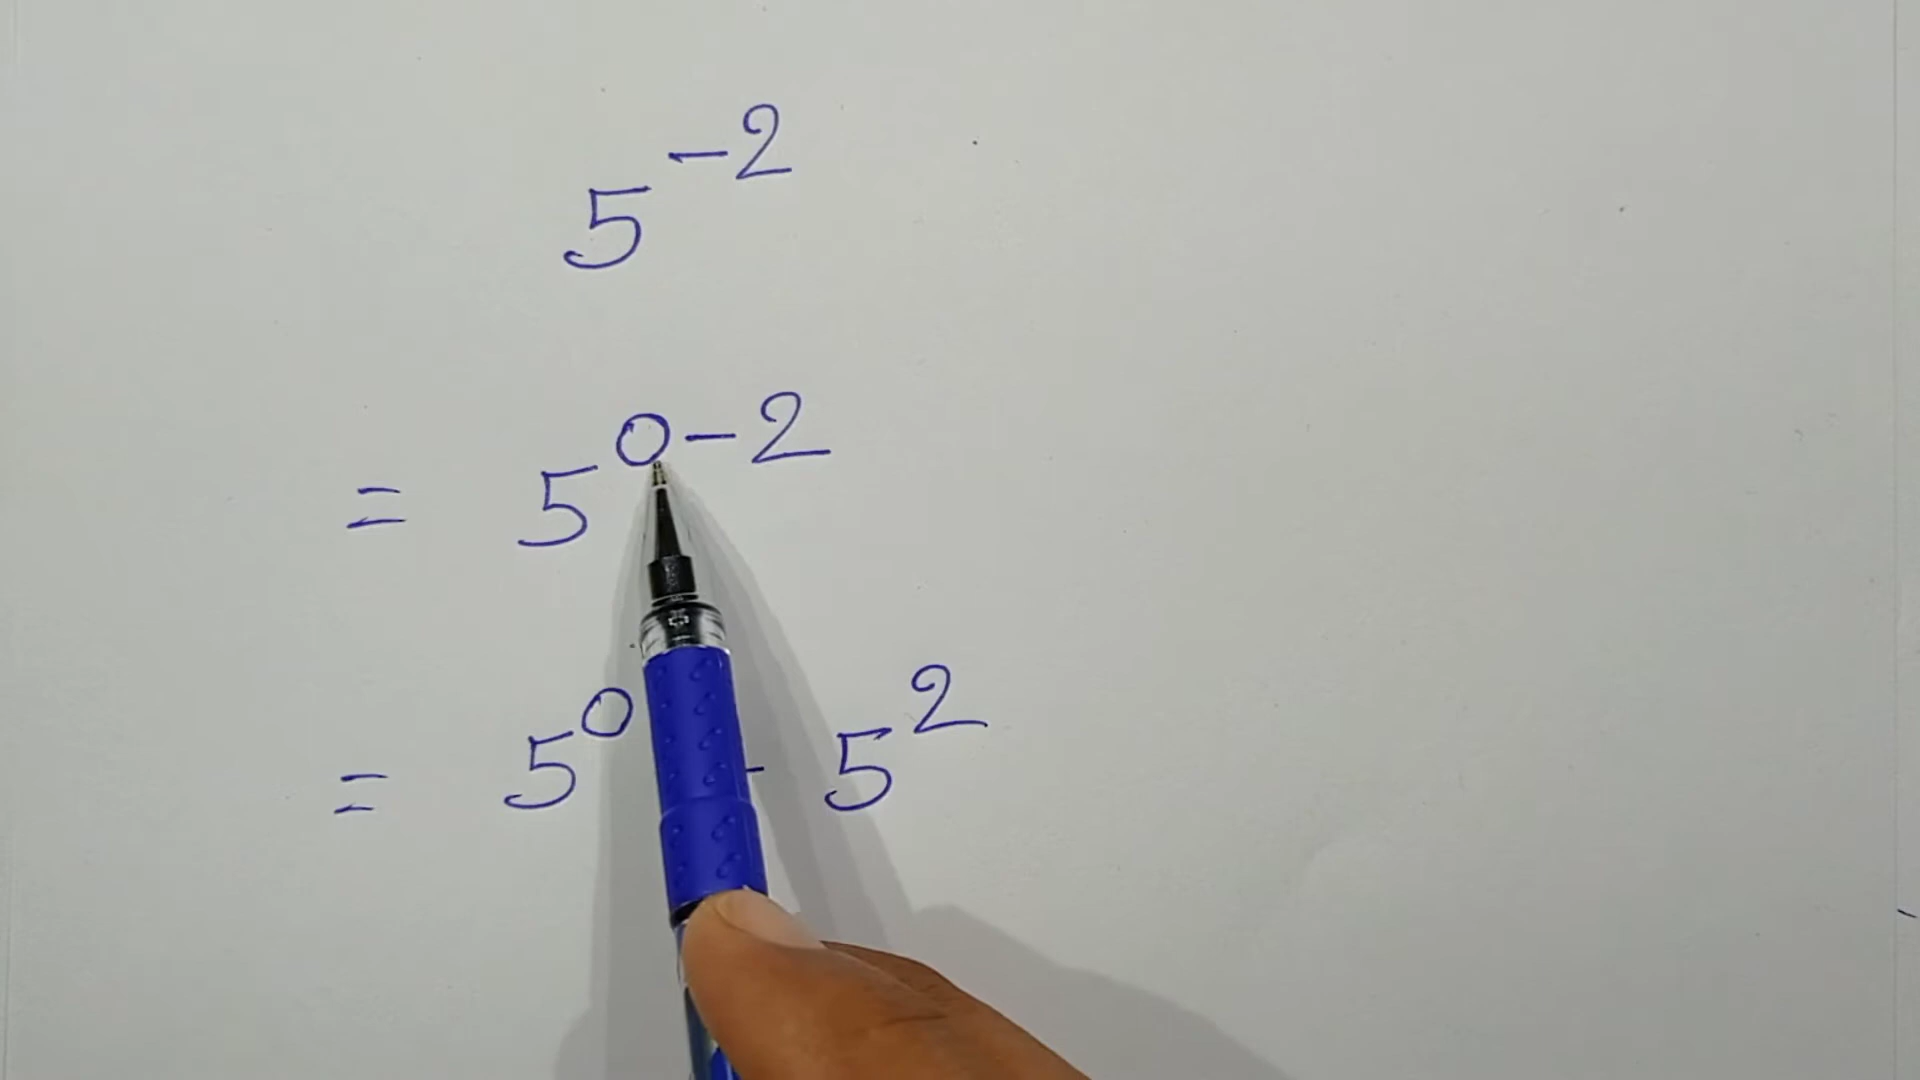 5⁻²
= 5⁰⁻²
= 5⁰ - 5²